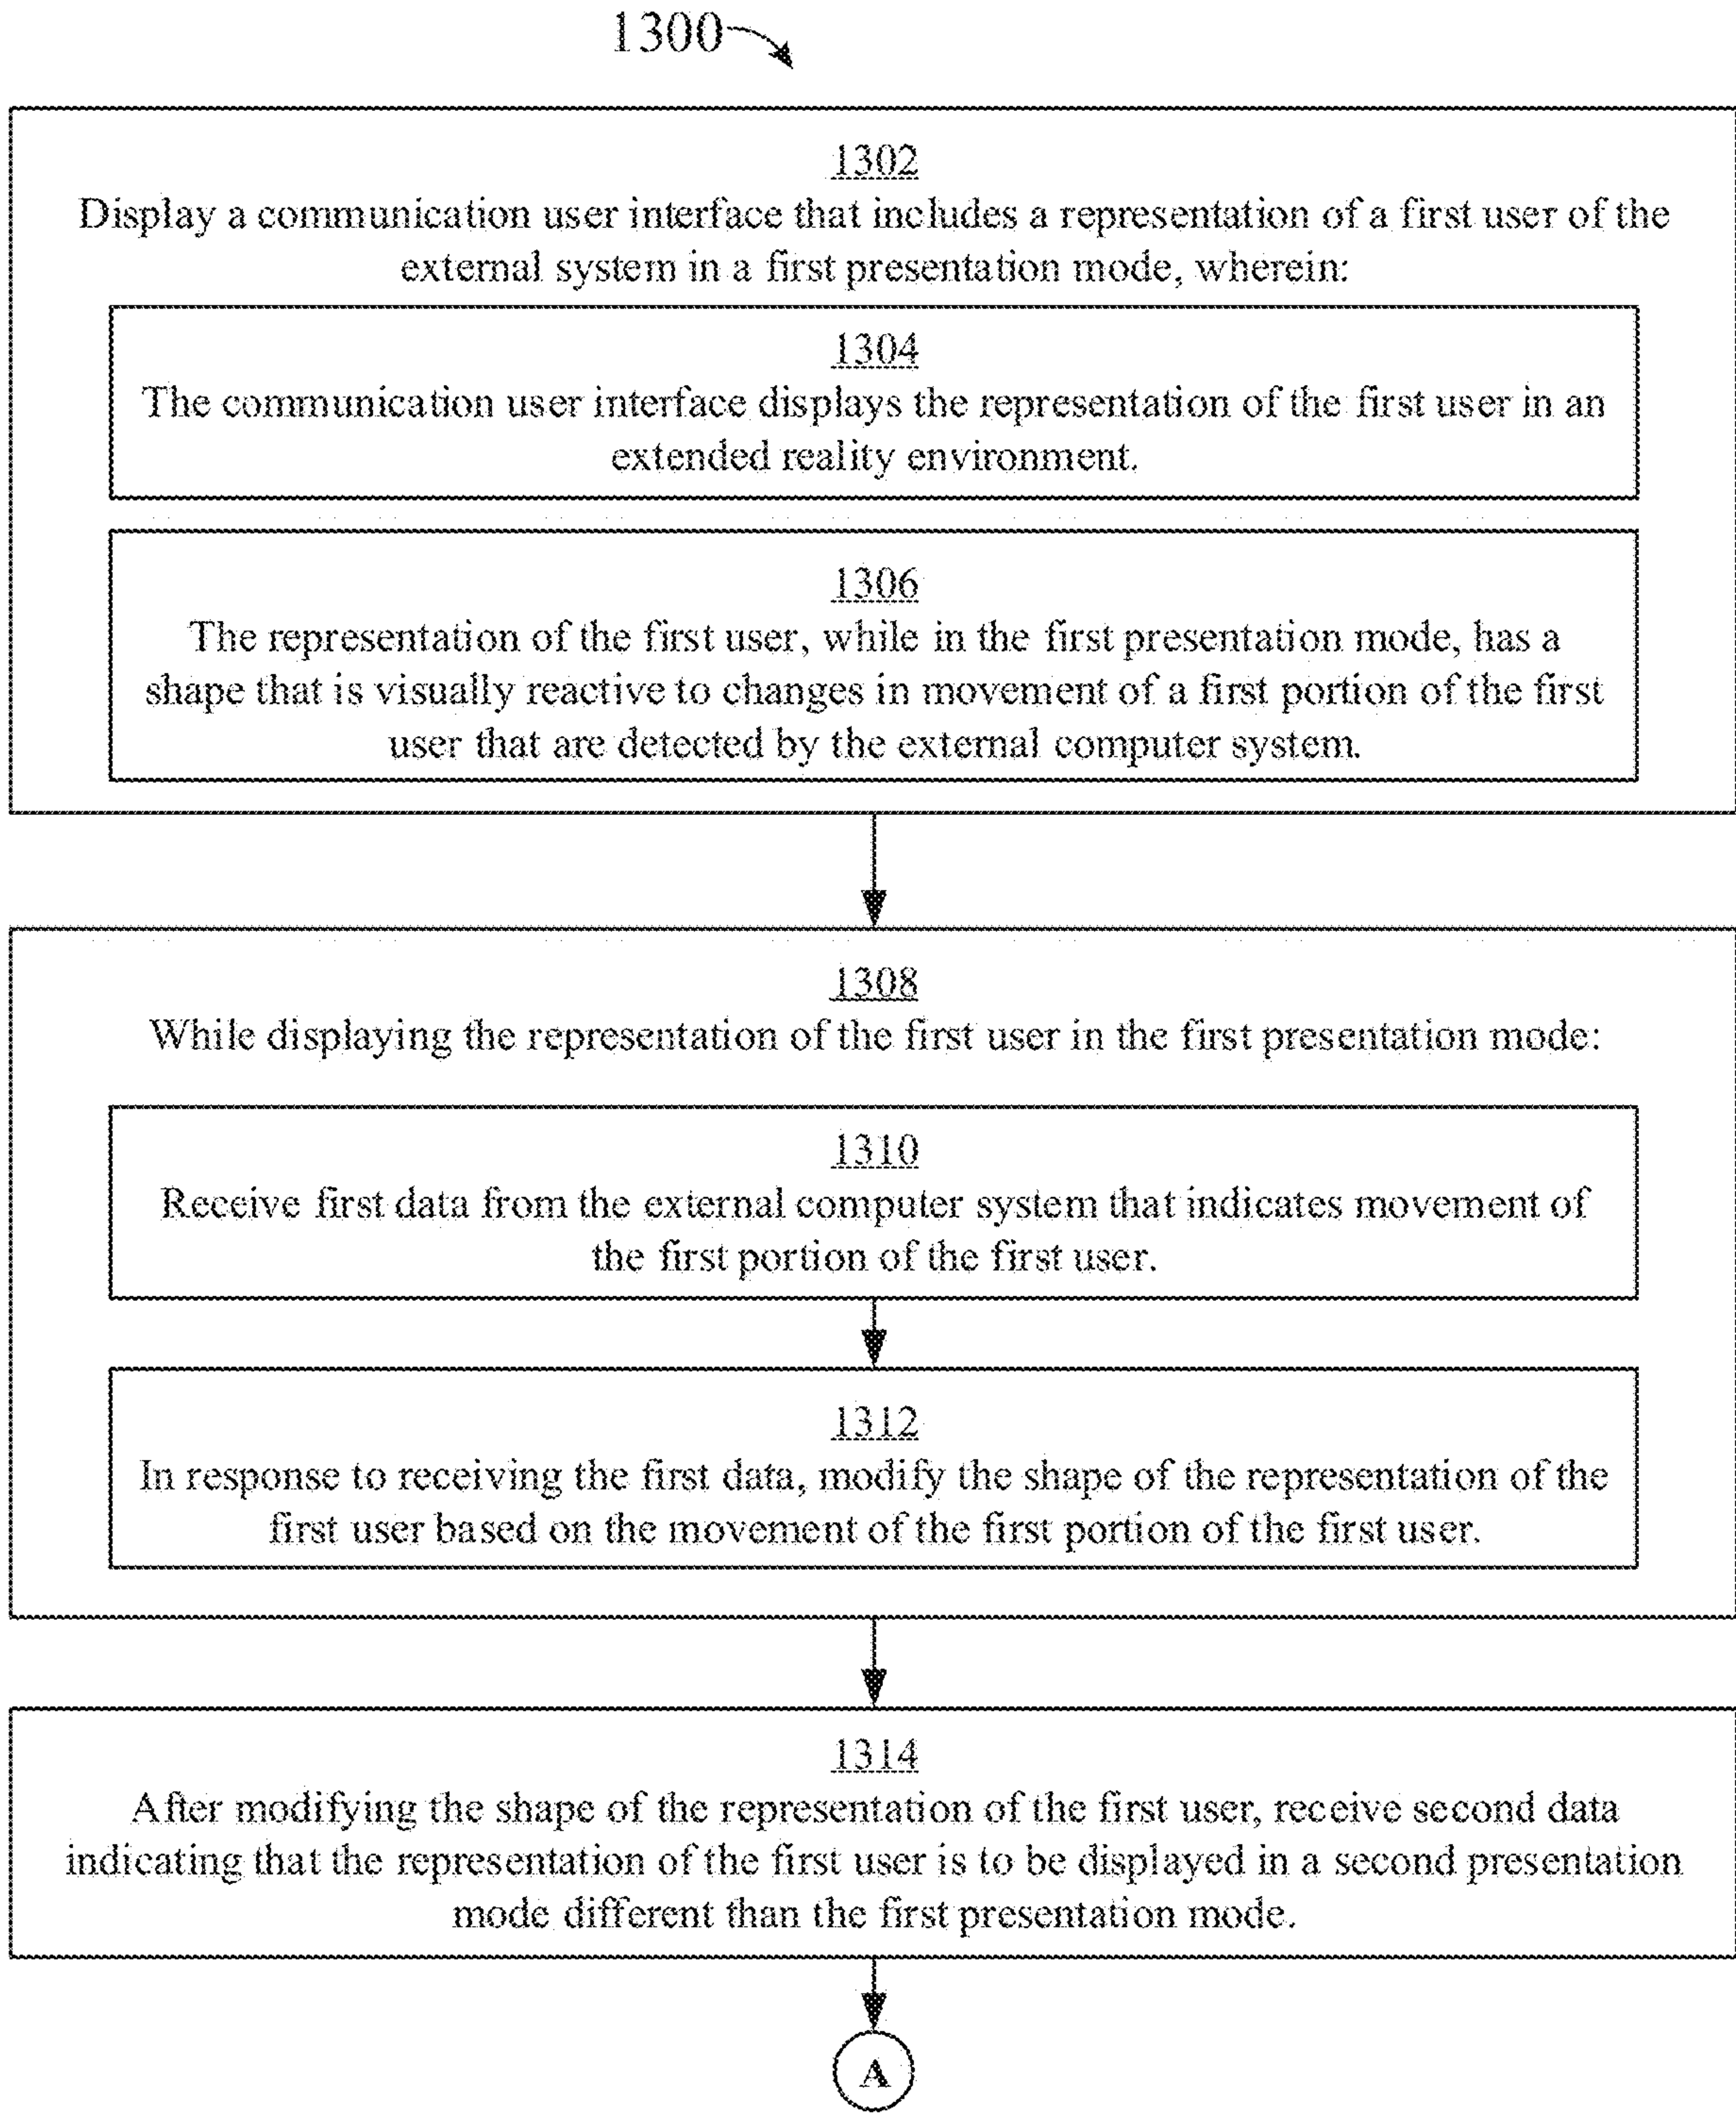 1300
1302
Display a communication user interface that includes a representation of a first user of the
external system in a first presentation mode, wherein:
1304
The communication user interface displays the representation of the first user in an
extended reality environment.
1306
The representation of the first user, while in the first presentation mode, has a
shape that is visually reactive to changes in movement of a first portion of the first
user that are detected by the external computer system.
1308
While displaying the representation of the first user in the first presentation mode:
1310
Receive first data from the external computer system that indicates movement of
the first portion of the first user.
1312
In response to receiving the first data, modify the shape of the representation of the
first user based on the movement of the first portion of the first user.
1314
After modifying the shape of the representation of the first user, receive second data
indicating that the representation of the first user is to be displayed in a second presentation
mode different than the first presentation mode.
A